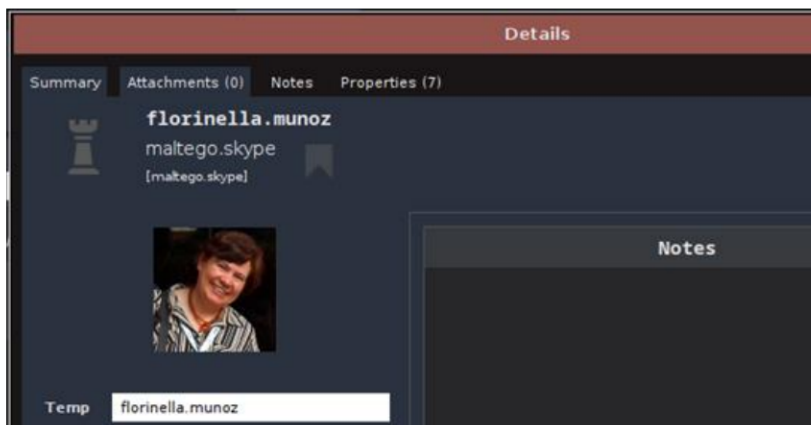 Details
Summary Attachments (0) Notes Properties (7)
florinella.munoz
maltego.skype
[maltego.skype]
Notes
Temp florinella.munoz